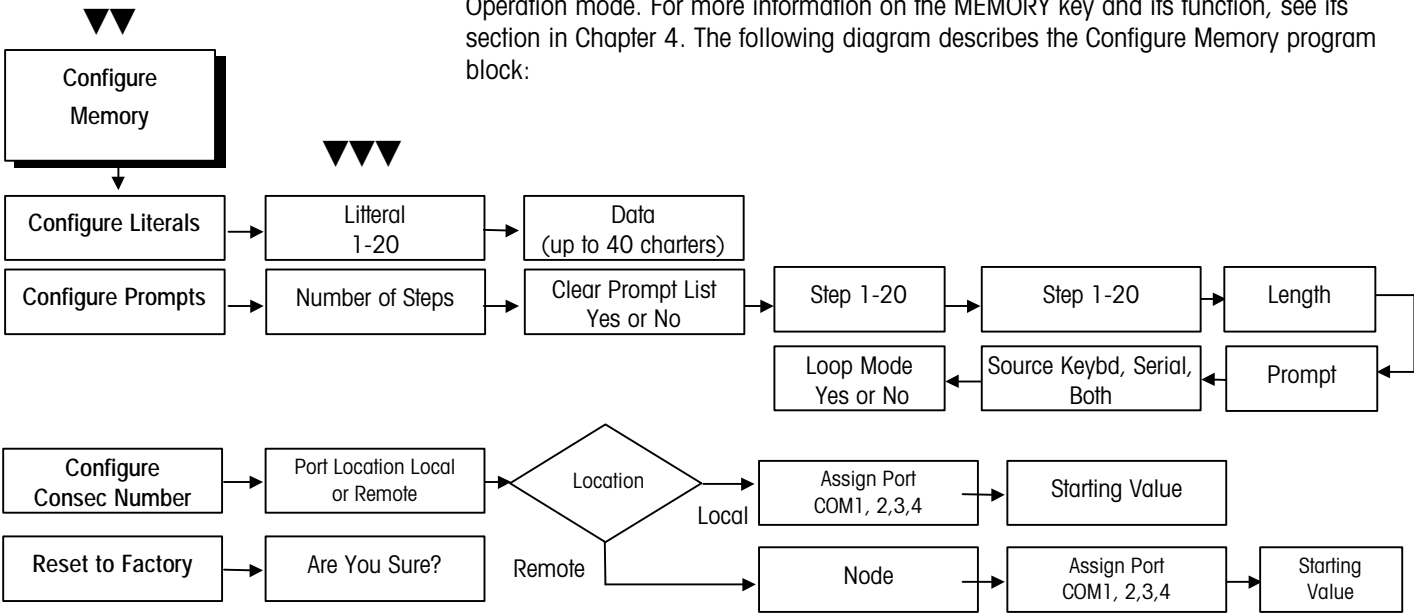 Operation mode. For more information on the MEMORY key and its function, see its
section in Chapter 4. The following diagram describes the Configure Memory program
block:
Configure
Memory
Configure Literals
Litteral
1-20
Data
(up to 40 charters)
Configure Prompts
Number of Steps
Clear Prompt List
Yes or No
Step 1-20
Step 1-20
Length
Loop Mode
Yes or No
Source Keybd, Serial,
Both
Prompt
Configure
Consec Number
Port Location Local
or Remote
Location
Local
Assign Port
COM1, 2,3,4
Starting Value
Reset to Factory
Are You Sure?
Remote
Node
Assign Port
COM1, 2,3,4
Starting
Value